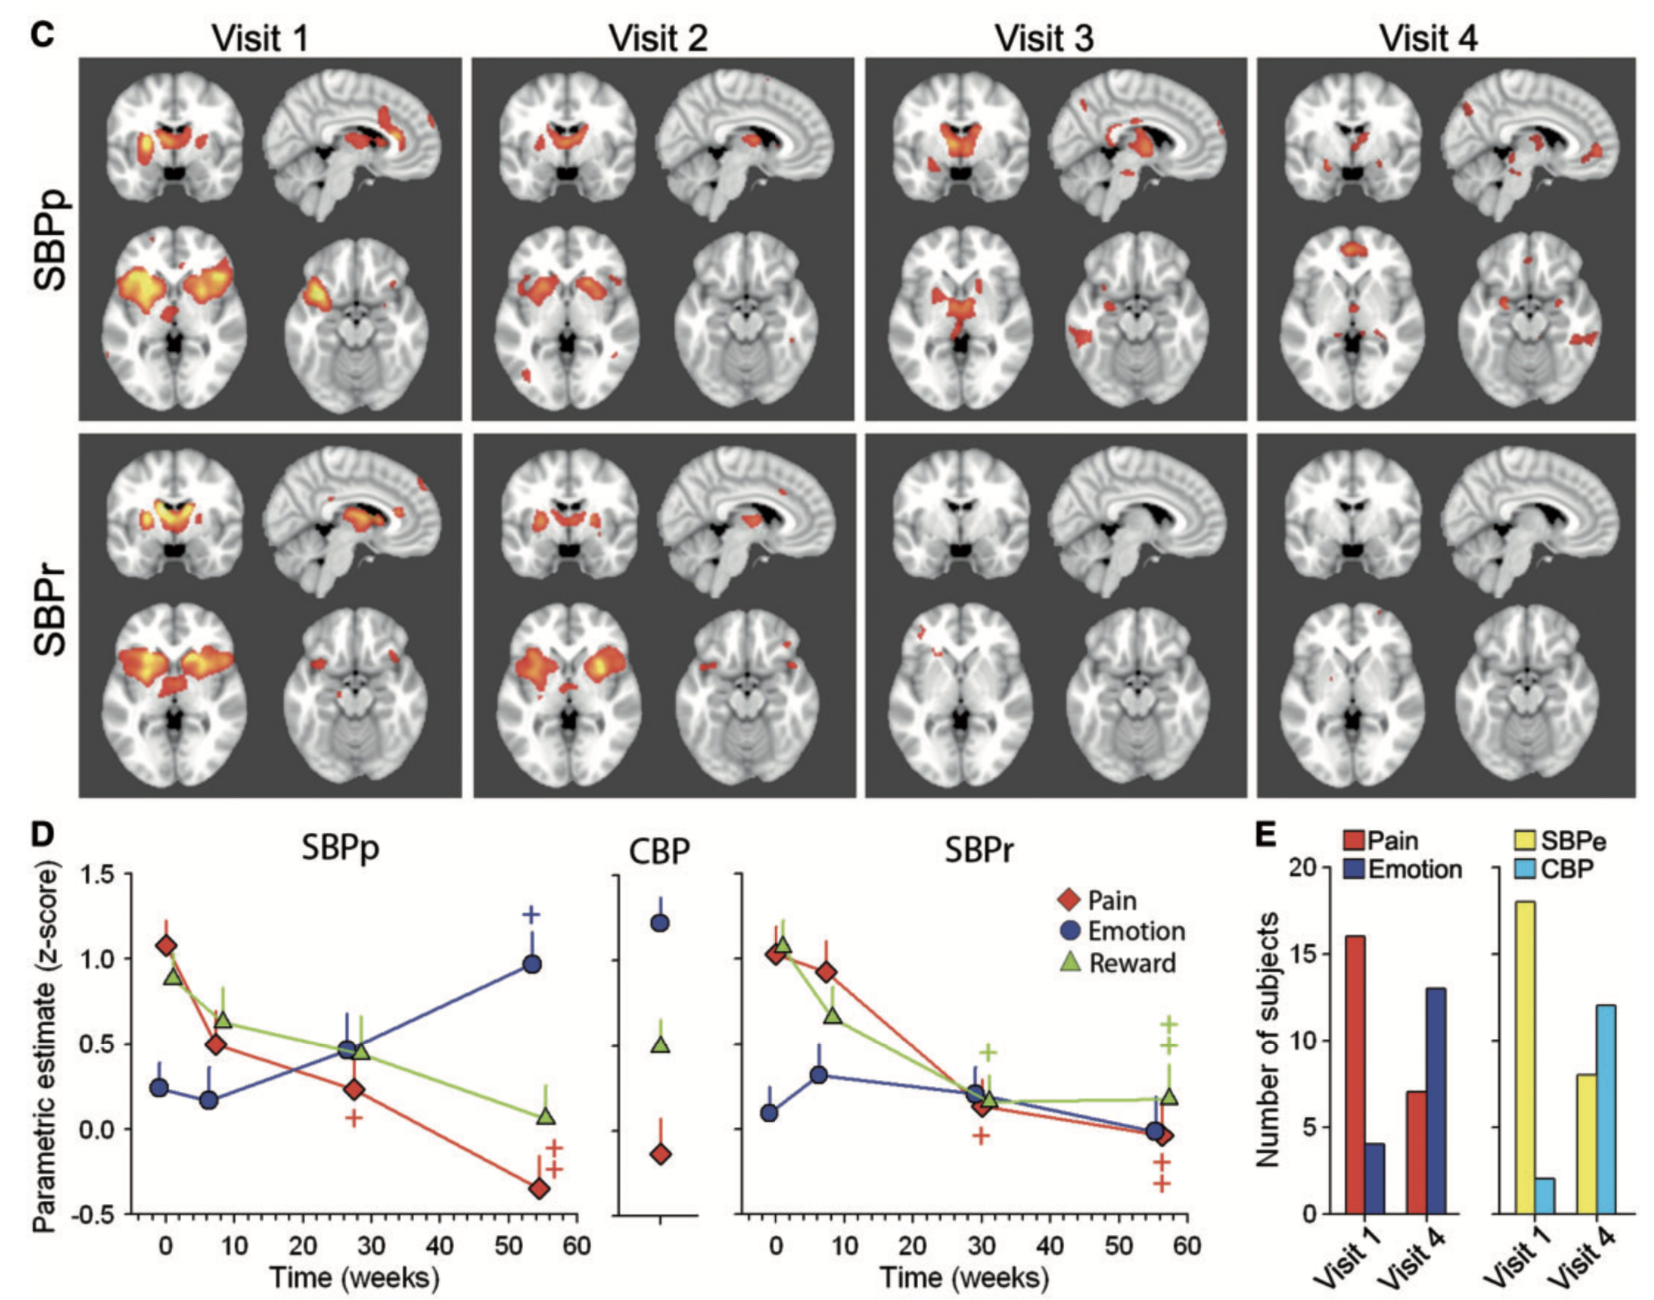 C
Visit 1 Visit 2 Visit 3 Visit 4
SBPp
SBPr
D
SBPp CBP SBPr
Parametric estimate (z-score)
1.5
1.0
0.5
0.0
-0.5
0 10 20 30 40 50 60
Time (weeks)
Pain
Emotion
Reward
0 10 20 30 40 50 60
Time (weeks)
E
Pain
Emotion
SBPe
CBP
Number of subjects
20
15
10
5
0
Visit 1 Visit 4 Visit 1 Visit 4